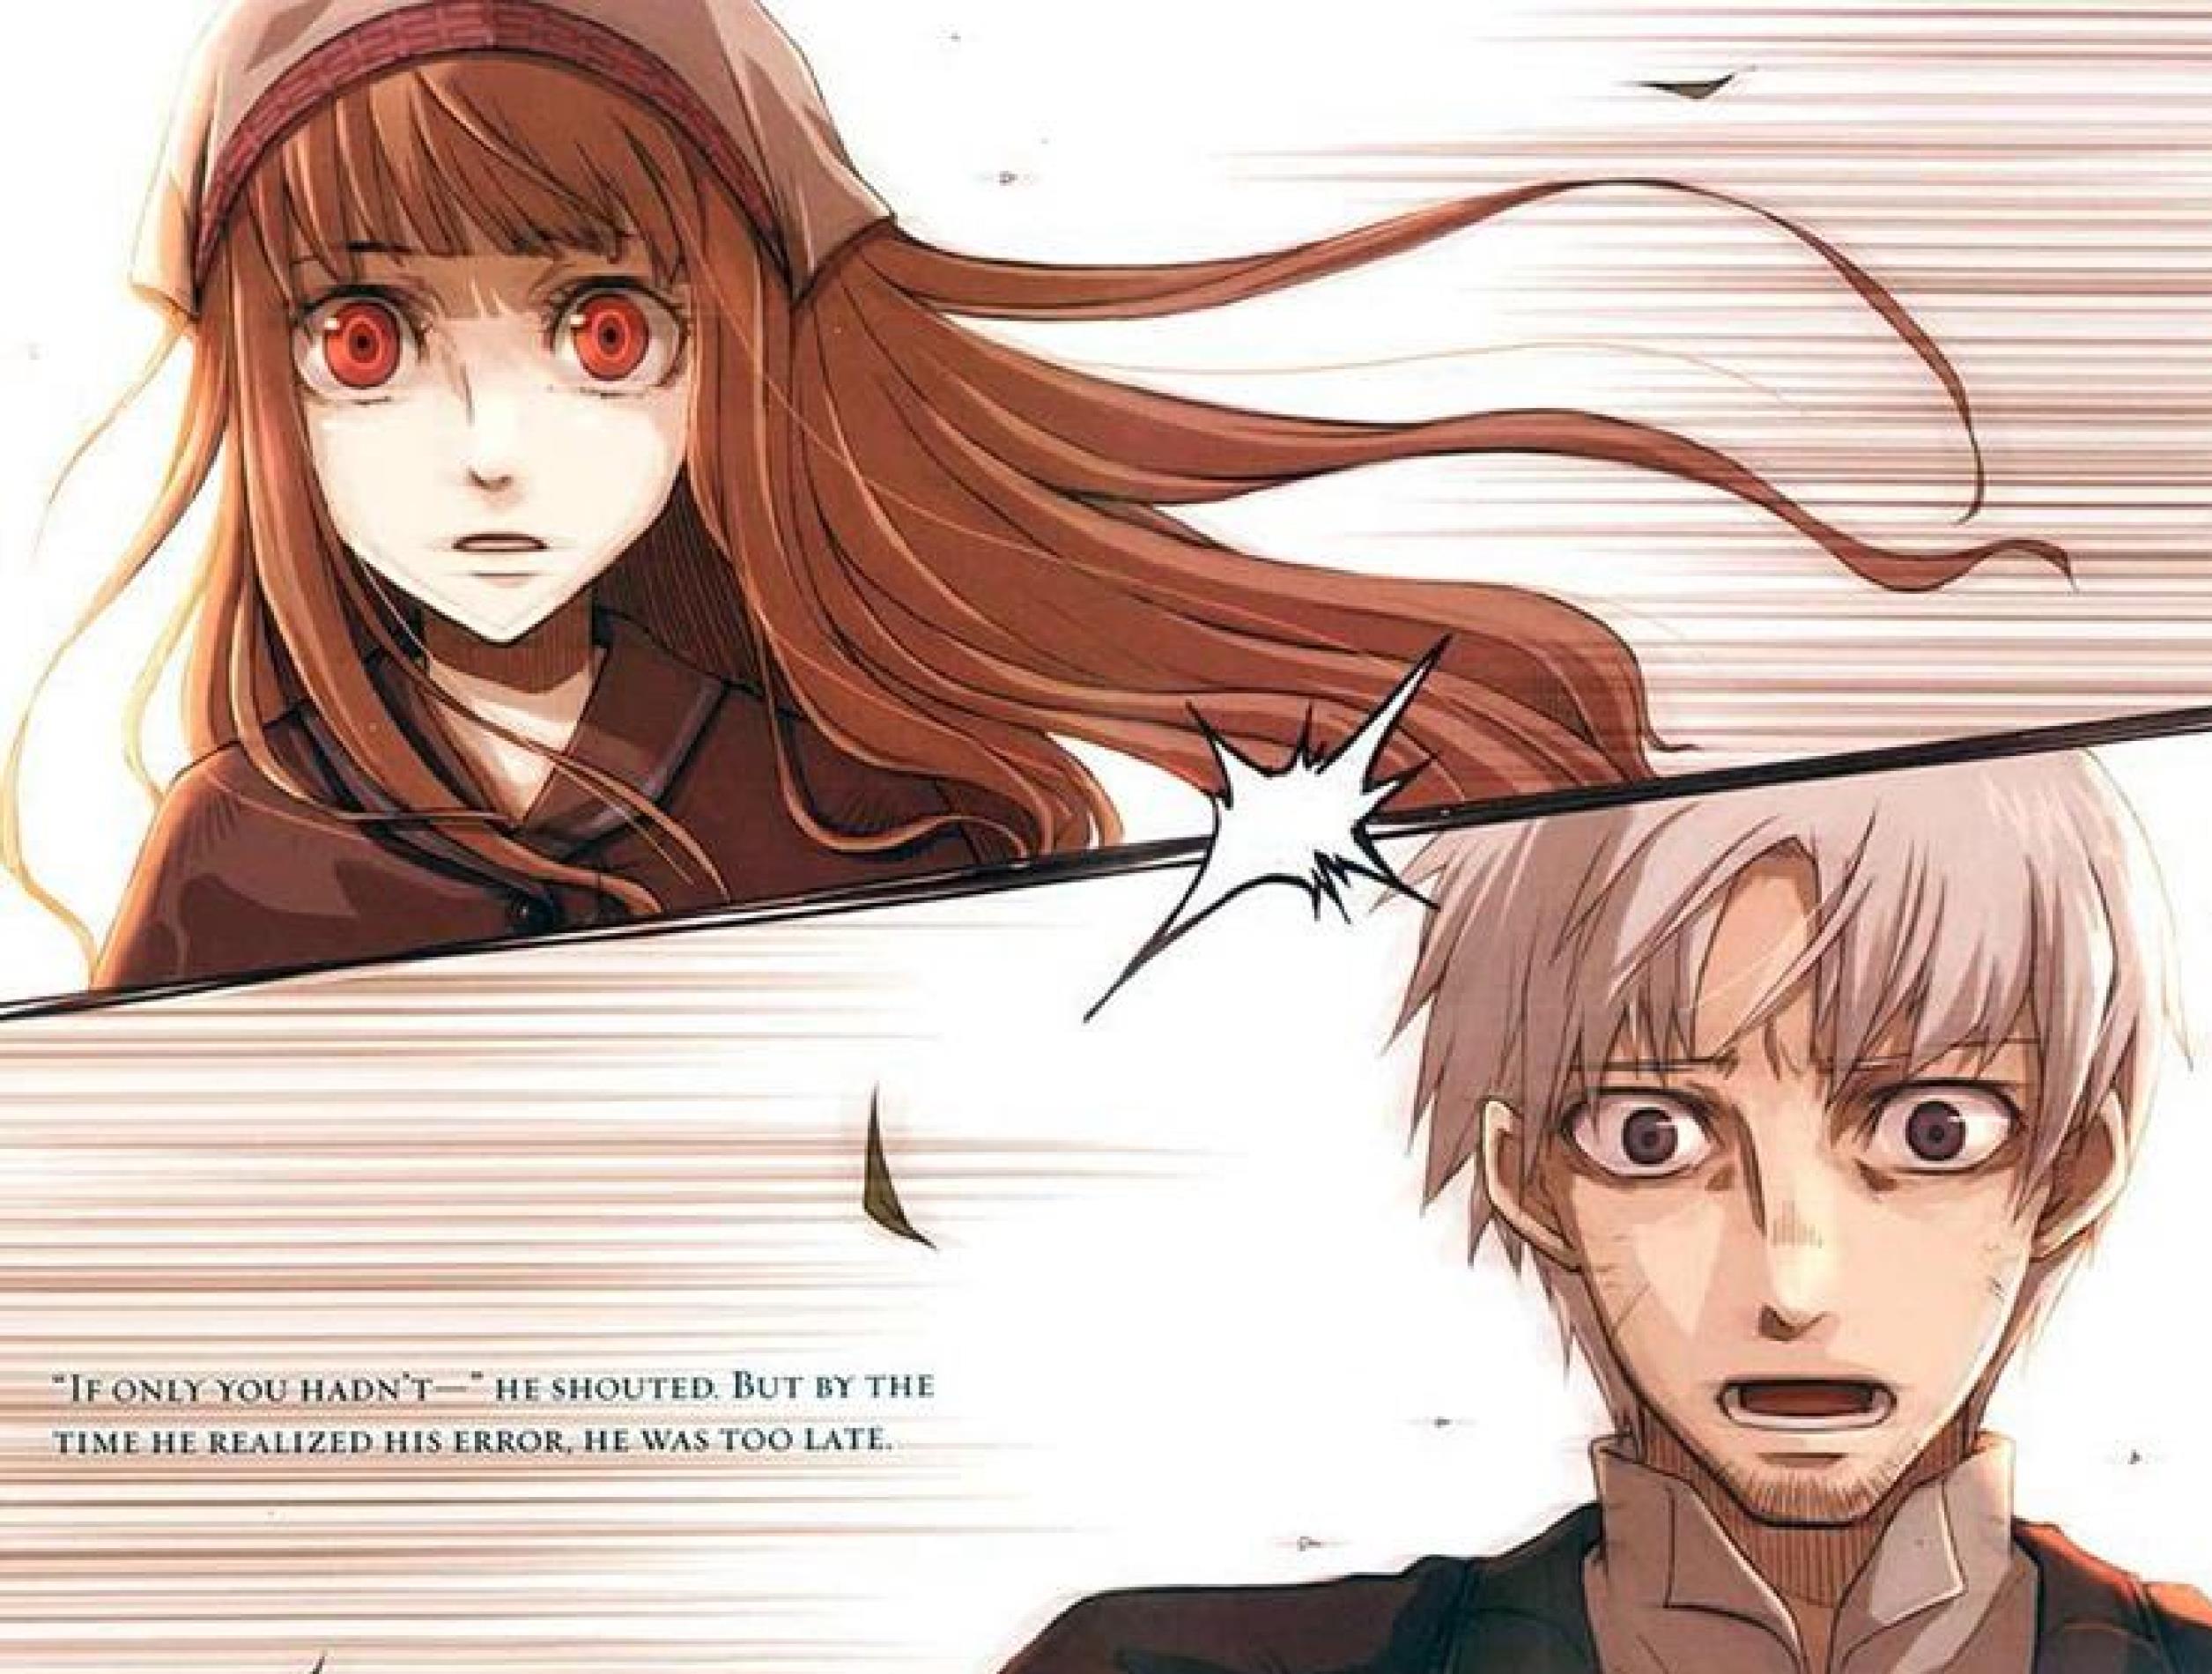 "If only you hadn't—" he shouted. But by the
time he realized his error, he was too late.